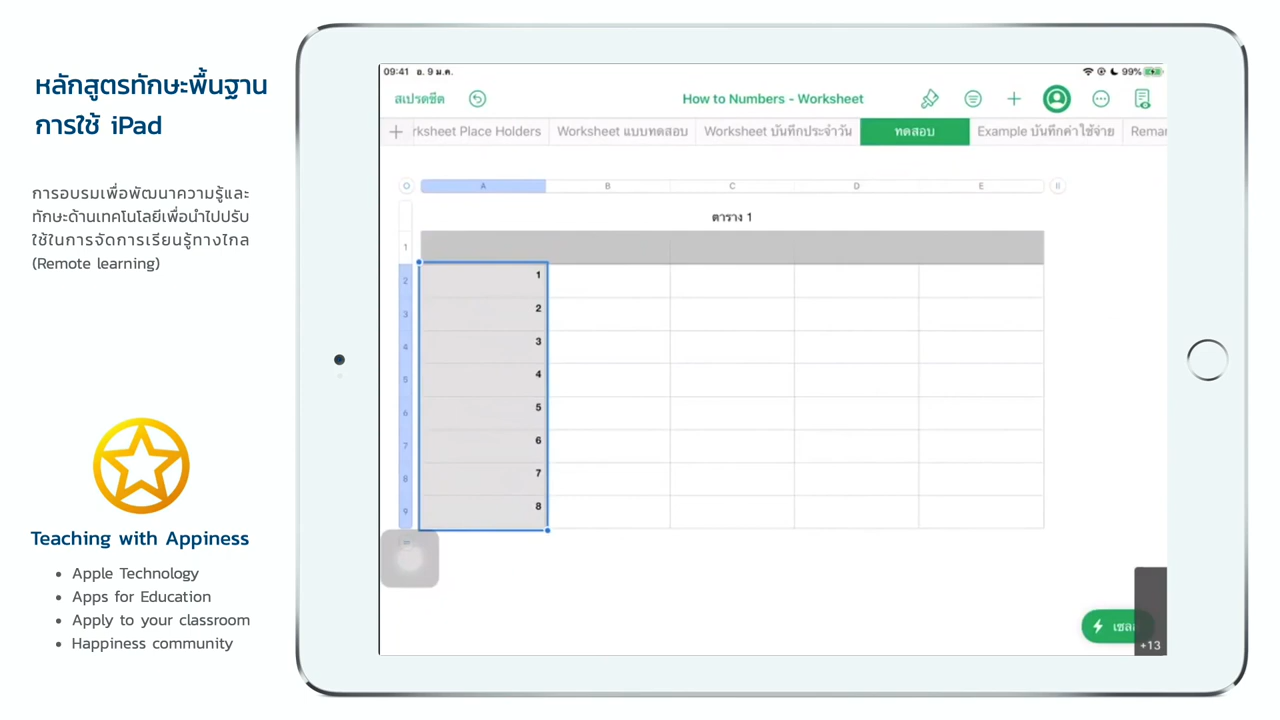 หลักสูตรทักษะพื้นฐาน
การใช้ iPad
การอบรมเพื่อพัฒนาความรู้และ
ทักษะด้านเทคโนโลยีเพื่อนำไปปรับ
ใช้ในการจัดการเรียนรู้ทางไกล
(Remote learning)
Teaching with Appiness
• Apple Technology
• Apps for Education
• Apply to your classroom
• Happiness community
09:41 อ. 9 ม.ค. 99%
สเปรดชีต How to Numbers - Worksheet
rksheet Place Holders Worksheet แบบทดสอบ Worksheet บันทึกประจำวัน ทดสอบ Example บันทึกค่าใช้จ่าย Remar
A B C D E
ตาราง 1
1
2 1
3 2
4 3
5 4
6 5
7 6
8 7
9 8
เซล
+13